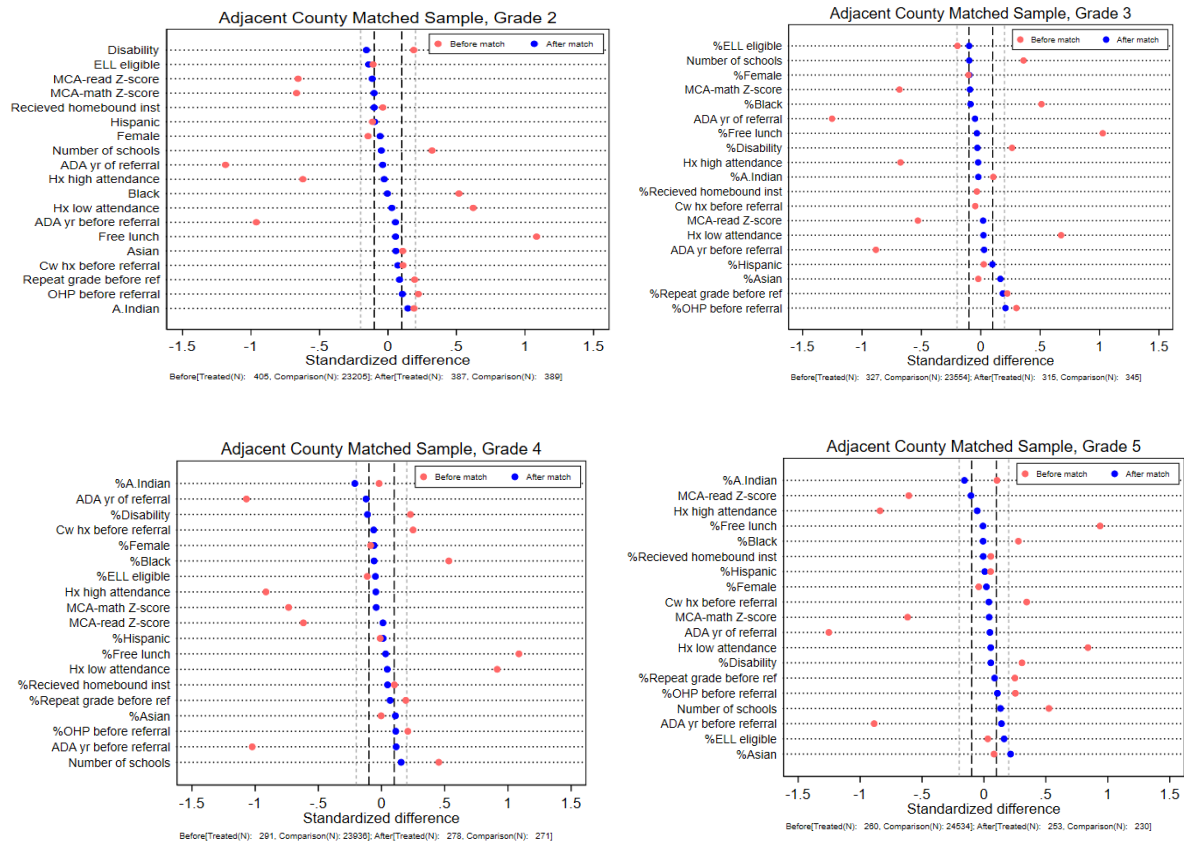 Adjacent County Matched Sample, Grade 2
Before match After match
Disability
ELL eligible
MCA-read Z-score
MCA-math Z-score
Recieved homebound inst
Hispanic
Female
Number of schools
ADA yr of referral
Hx high attendance
Black
Hx low attendance
ADA yr before referral
Free lunch
Asian
Cw hx before referral
Repeat grade before ref
OHP before referral
A.Indian
-1.5 -1 -.5 0 .5 1 1.5
Standardized difference
Before[Treated(N): 405, Comparison(N): 23205]; After[Treated(N): 387, Comparison(N): 389]
Adjacent County Matched Sample, Grade 3
Before match After match
%ELL eligible
Number of schools
%Female
MCA-math Z-score
%Black
ADA yr of referral
%Free lunch
%Disability
Hx high attendance
%A.Indian
%Recieved homebound inst
Cw hx before referral
MCA-read Z-score
Hx low attendance
ADA yr before referral
%Hispanic
%Asian
%Repeat grade before ref
%OHP before referral
-1.5 -1 -.5 0 .5 1 1.5
Standardized difference
Before[Treated(N): 327, Comparison(N): 23554]; After[Treated(N): 315, Comparison(N): 345]
Adjacent County Matched Sample, Grade 4
Before match After match
%A.Indian
ADA yr of referral
%Disability
Cw hx before referral
%Female
%Black
%ELL eligible
Hx high attendance
MCA-math Z-score
MCA-read Z-score
%Hispanic
%Free lunch
Hx low attendance
%Recieved homebound inst
%Repeat grade before ref
%Asian
%OHP before referral
ADA yr before referral
Number of schools
-1.5 -1 -.5 0 .5 1 1.5
Standardized difference
Before[Treated(N): 291, Comparison(N): 23936]; After[Treated(N): 278, Comparison(N): 271]
Adjacent County Matched Sample, Grade 5
Before match After match
%A.Indian
MCA-read Z-score
Hx high attendance
%Free lunch
%Black
%Recieved homebound inst
%Hispanic
%Female
Cw hx before referral
MCA-math Z-score
ADA yr of referral
Hx low attendance
%Disability
%Repeat grade before ref
%OHP before referral
Number of schools
ADA yr before referral
%ELL eligible
%Asian
-1.5 -1 -.5 0 .5 1 1.5
Standardized difference
Before[Treated(N): 260, Comparison(N): 24534]; After[Treated(N): 253, Comparison(N): 230]